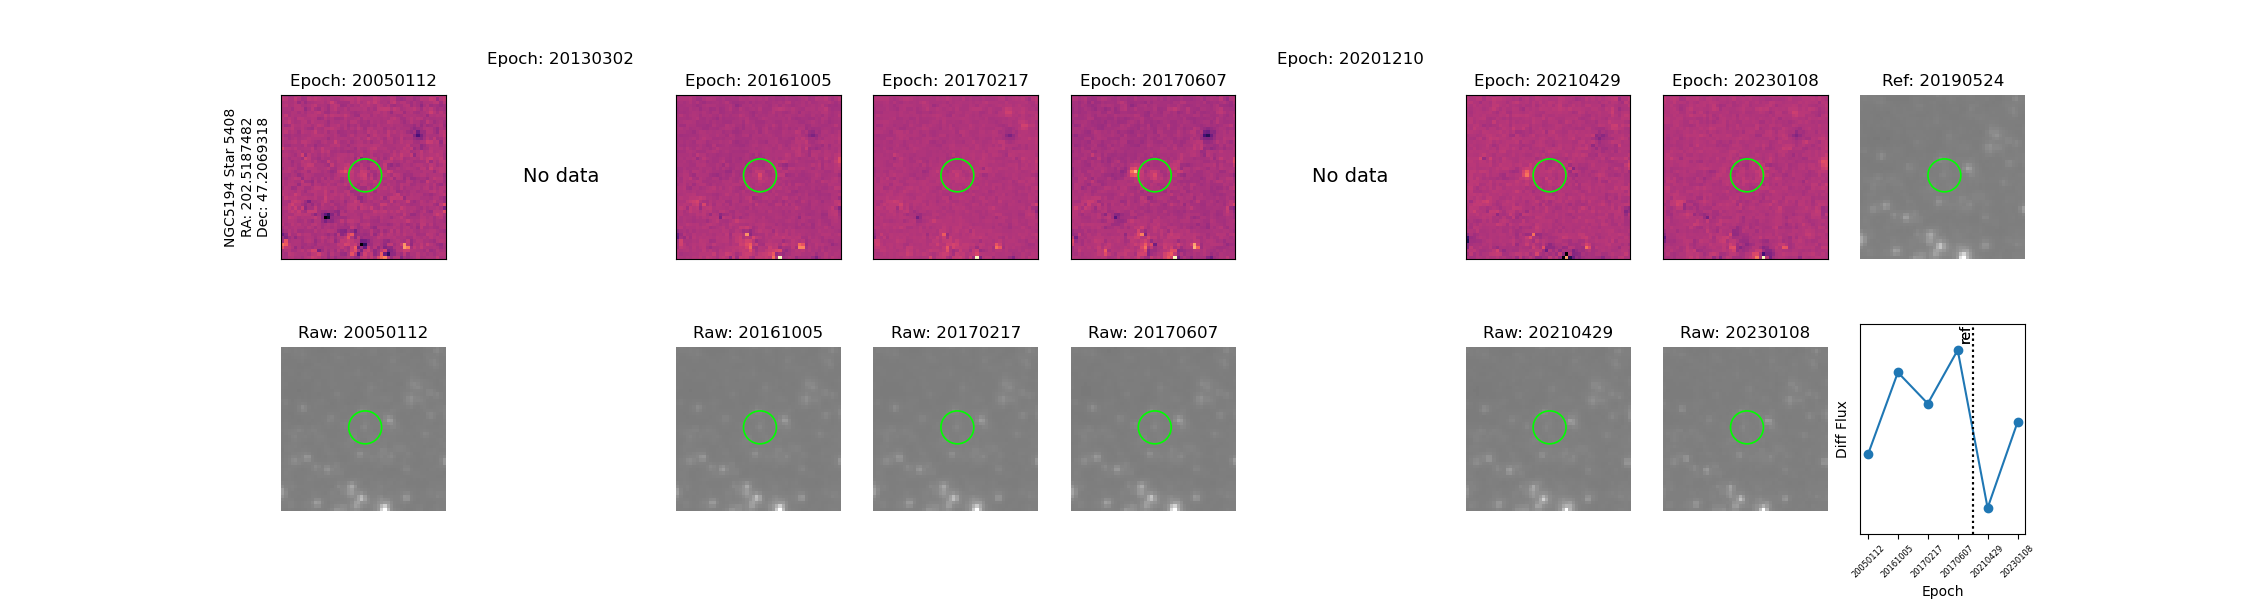 Epoch: 20130302
Epoch: 20201210
Epoch: 20050112
Epoch: 20161005
Epoch: 20170217
Epoch: 20170607
Epoch: 20210429
Epoch: 20230108
Ref: 20190524
NGC5194 Star 5408
RA: 202.5187482
Dec: 47.2069318
No data
No data
Raw: 20050112
Raw: 20161005
Raw: 20170217
Raw: 20170607
Raw: 20210429
Raw: 20230108
ref
Diff Flux
20050112
20161005
20170217
20170607
20210429
20230108
Epoch